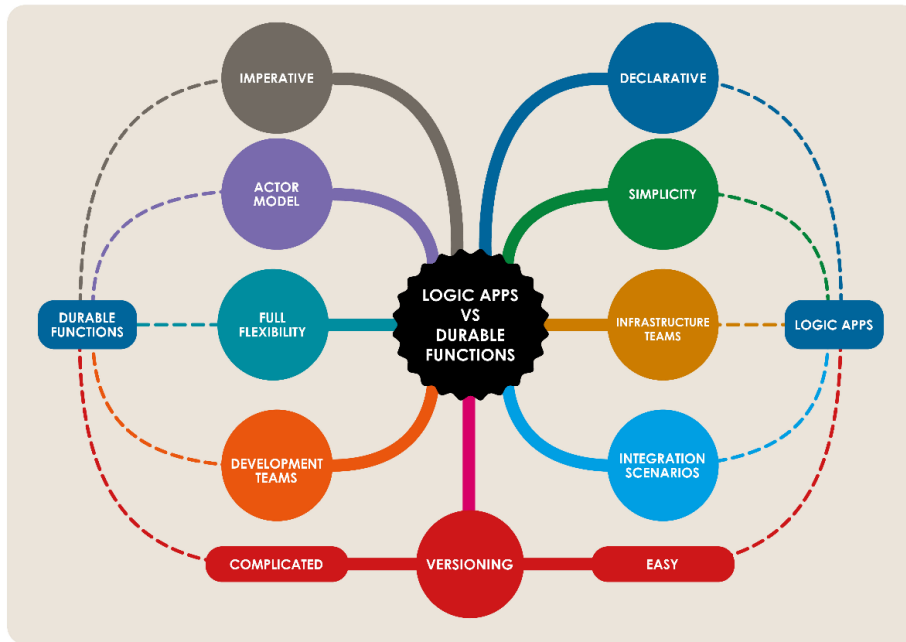 IMPERATIVE
DECLARATIVE
ACTOR
MODEL
SIMPLICITY
LOGIC APPS
VS
DURABLE
FUNCTIONS
DURABLE
FUNCTIONS
FULL
FLEXIBILITY
INFRASTRUCTURE
TEAMS
LOGIC APPS
DEVELOPMENT
TEAMS
INTEGRATION
SCENARIOS
COMPLICATED
VERSIONING
EASY